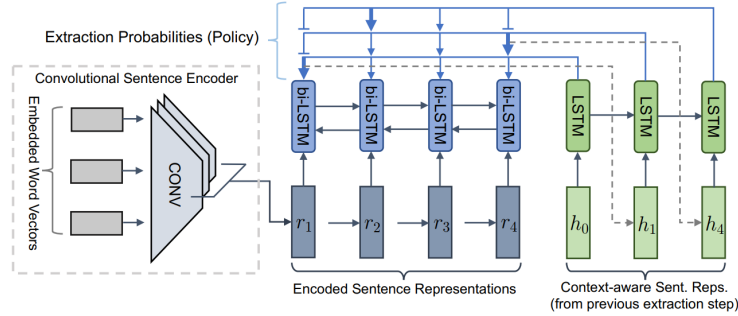 Extraction Probabilities (Policy)
Convolutional Sentence Encoder
Embedded Word Vectors
CONV
bi-LSTM
bi-LSTM
bi-LSTM
bi-LSTM
LSTM
LSTM
LSTM
r1
r2
r3
r4
h0
h1
h4
Encoded Sentence Representations
Context-aware Sent. Reps.
(from previous extraction step)